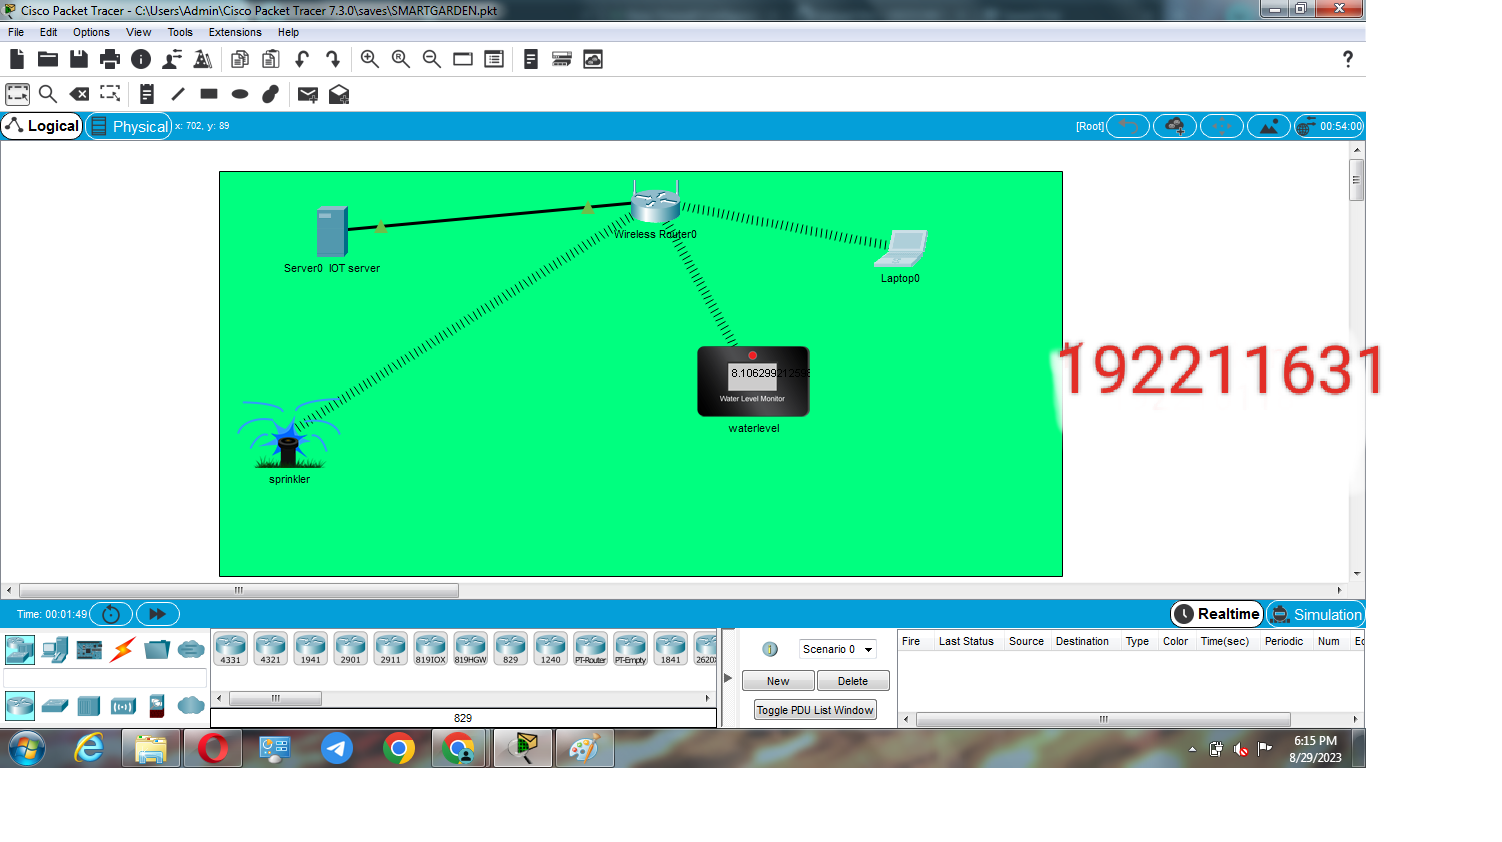 Cisco Packet Tracer - C:\Users\Admin\Cisco Packet Tracer 7.3.0\saves\SMARTGARDEN.pkt
File Edit Options View Tools Extensions Help
Logical Physical x: 702, y: 89 [Root] 00:54:00
Wireless Router0
Server0 IOT server
Laptop0
192211631
8.106299212598
Water Level Monitor
waterlevel
sprinkler
Time: 00:01:49 Realtime Simulation
4331 4321 1941 2901 2911 819IOX 819HGW 829 1240 PT-Router PT-Empty 1841 2620X
829
Scenario 0
New Delete
Toggle PDU List Window
Fire Last Status Source Destination Type Color Time(sec) Periodic Num
6:15 PM
8/29/2023